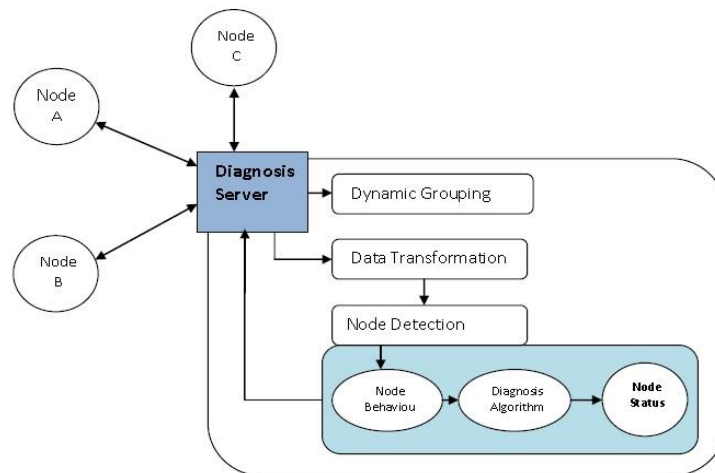 Node
C
Node
A
Diagnosis
Server
Dynamic Grouping
Node
B
Data Transformation
Node Detection
Node
Behaviou
Diagnosis
Algorithm
Node
Status